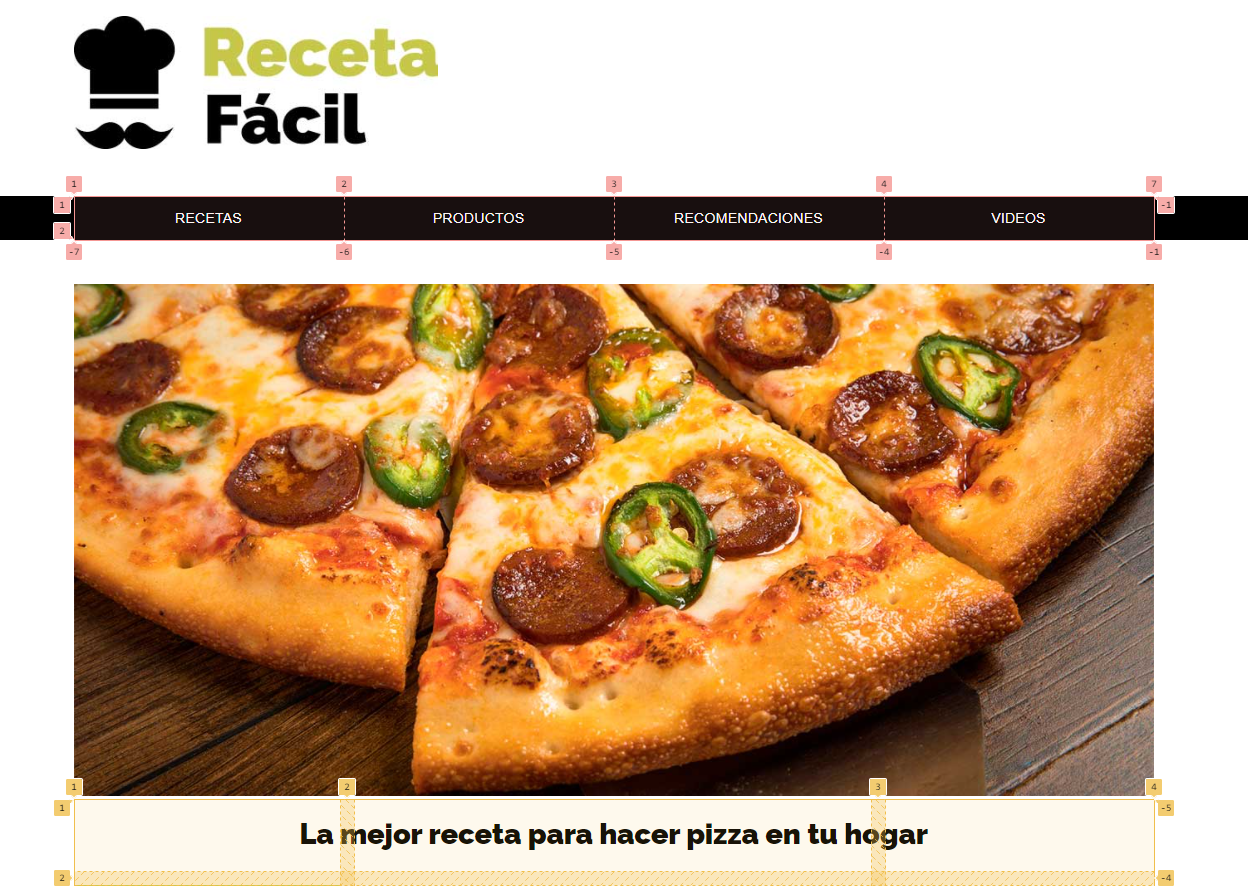 Receta
Fácil
1 2 3 4 7
1 -1
RECETAS PRODUCTOS RECOMENDACIONES VIDEOS
2
-7 -6 -5 -4 -1
1 2 3 4
1 -5
La mejor receta para hacer pizza en tu hogar
2 -4